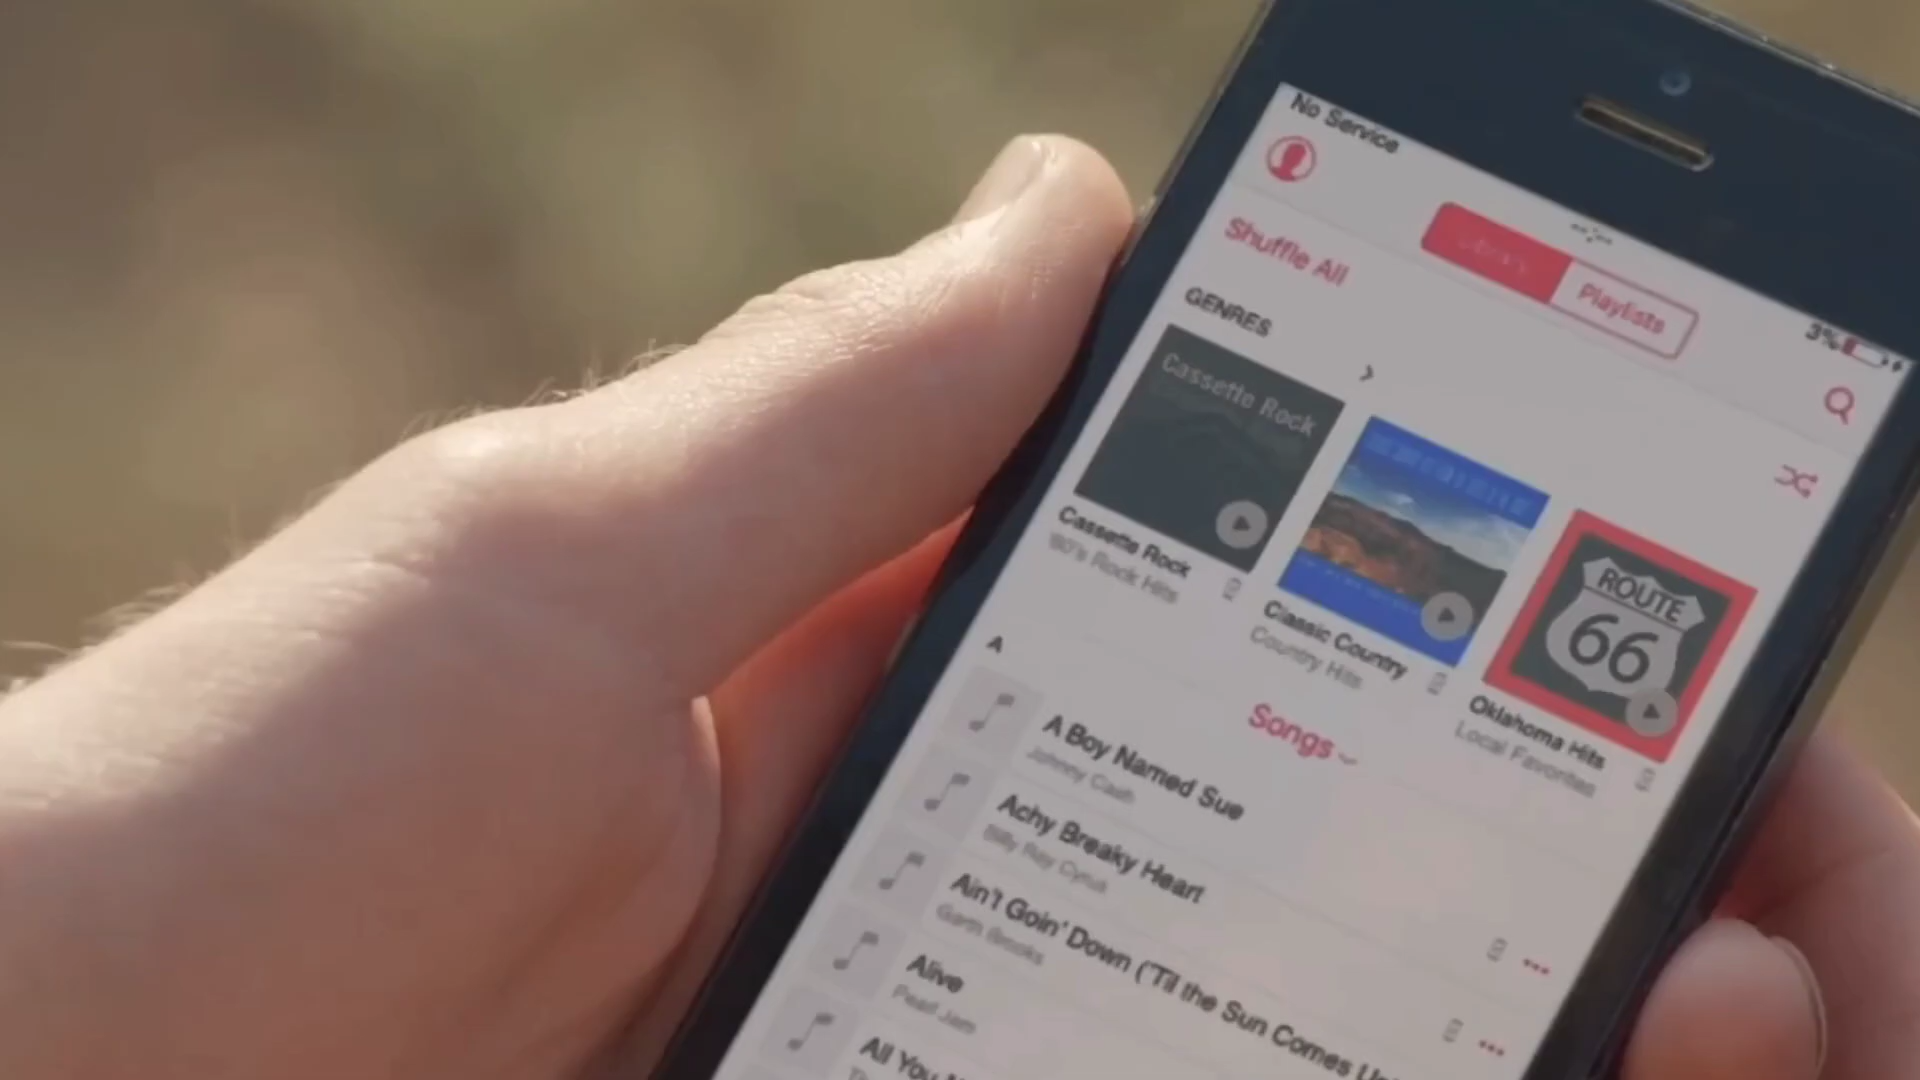 No Service
3%
Playlists
Shuffle All
GENRES
Cassette Rock
ROUTE
66
Cassette Rock
80's Rock Hits
Classic Country
Country Hits
Oklahoma Hits
Local Favorites
Songs
A
A Boy Named Sue
Johnny Cash
Achy Breaky Heart
Billy Ray Cyrus
Ain't Goin' Down ('Til the Sun Comes
Garth Brooks
Alive
Pearl Jam
All You